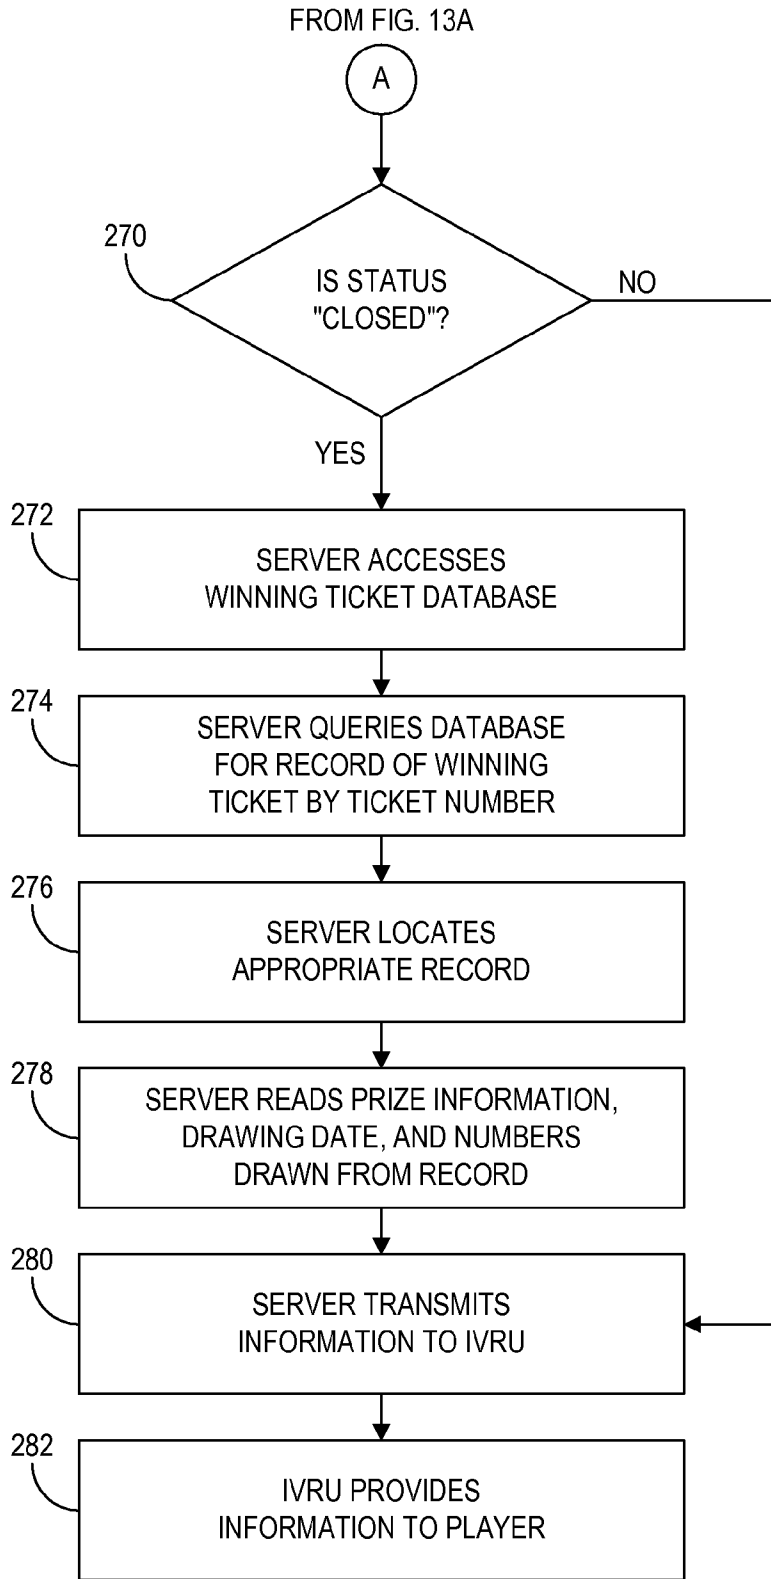 FROM FIG. 13A
A
270
IS STATUS
"CLOSED"?
NO
YES
272
SERVER ACCESSES
WINNING TICKET DATABASE
274
SERVER QUERIES DATABASE
FOR RECORD OF WINNING
TICKET BY TICKET NUMBER
276
SERVER LOCATES
APPROPRIATE RECORD
278
SERVER READS PRIZE INFORMATION,
DRAWING DATE, AND NUMBERS
DRAWN FROM RECORD
280
SERVER TRANSMITS
INFORMATION TO IVRU
282
IVRU PROVIDES
INFORMATION TO PLAYER